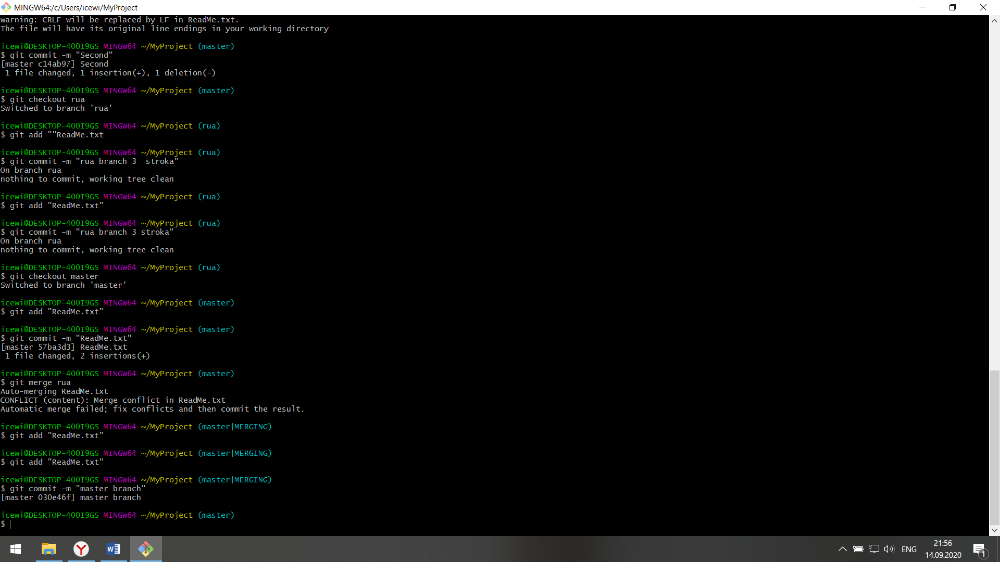 MINGW64:/c/Users/icewi/MyProject
warning: CRLF will be replaced by LF in ReadMe.txt.
The file will have its original line endings in your working directory
icewi@DESKTOP-400I9GS MINGW64 ~/MyProject (master)
$ git commit -m "Second"
[master c14ab97] Second
 1 file changed, 1 insertion(+), 1 deletion(-)
icewi@DESKTOP-400I9GS MINGW64 ~/MyProject (master)
$ git checkout rua
Switched to branch 'rua'
icewi@DESKTOP-400I9GS MINGW64 ~/MyProject (rua)
$ git add ""ReadMe.txt
icewi@DESKTOP-400I9GS MINGW64 ~/MyProject (rua)
$ git commit -m "rua branch 3  stroka"
On branch rua
nothing to commit, working tree clean
icewi@DESKTOP-400I9GS MINGW64 ~/MyProject (rua)
$ git add "ReadMe.txt"
icewi@DESKTOP-400I9GS MINGW64 ~/MyProject (rua)
$ git commit -m "rua branch 3 stroka"
On branch rua
nothing to commit, working tree clean
icewi@DESKTOP-400I9GS MINGW64 ~/MyProject (rua)
$ git checkout master
Switched to branch 'master'
icewi@DESKTOP-400I9GS MINGW64 ~/MyProject (master)
$ git add "ReadMe.txt"
icewi@DESKTOP-400I9GS MINGW64 ~/MyProject (master)
$ git commit -m "ReadMe.txt"
[master 57ba3d3] ReadMe.txt
 1 file changed, 2 insertions(+)
icewi@DESKTOP-400I9GS MINGW64 ~/MyProject (master)
$ git merge rua
Auto-merging ReadMe.txt
CONFLICT (content): Merge conflict in ReadMe.txt
Automatic merge failed; fix conflicts and then commit the result.
icewi@DESKTOP-400I9GS MINGW64 ~/MyProject (master|MERGING)
$ git add "ReadMe.txt"
icewi@DESKTOP-400I9GS MINGW64 ~/MyProject (master|MERGING)
$ git add "ReadMe.txt"
icewi@DESKTOP-400I9GS MINGW64 ~/MyProject (master|MERGING)
$ git commit -m "master branch"
[master 030e46f] master branch
icewi@DESKTOP-400I9GS MINGW64 ~/MyProject (master)
$
ENG
21:56
14.09.2020
1